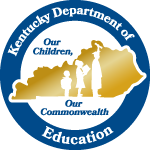 Kentucky Department of
Our
Children,
Our
Commonwealth
Education